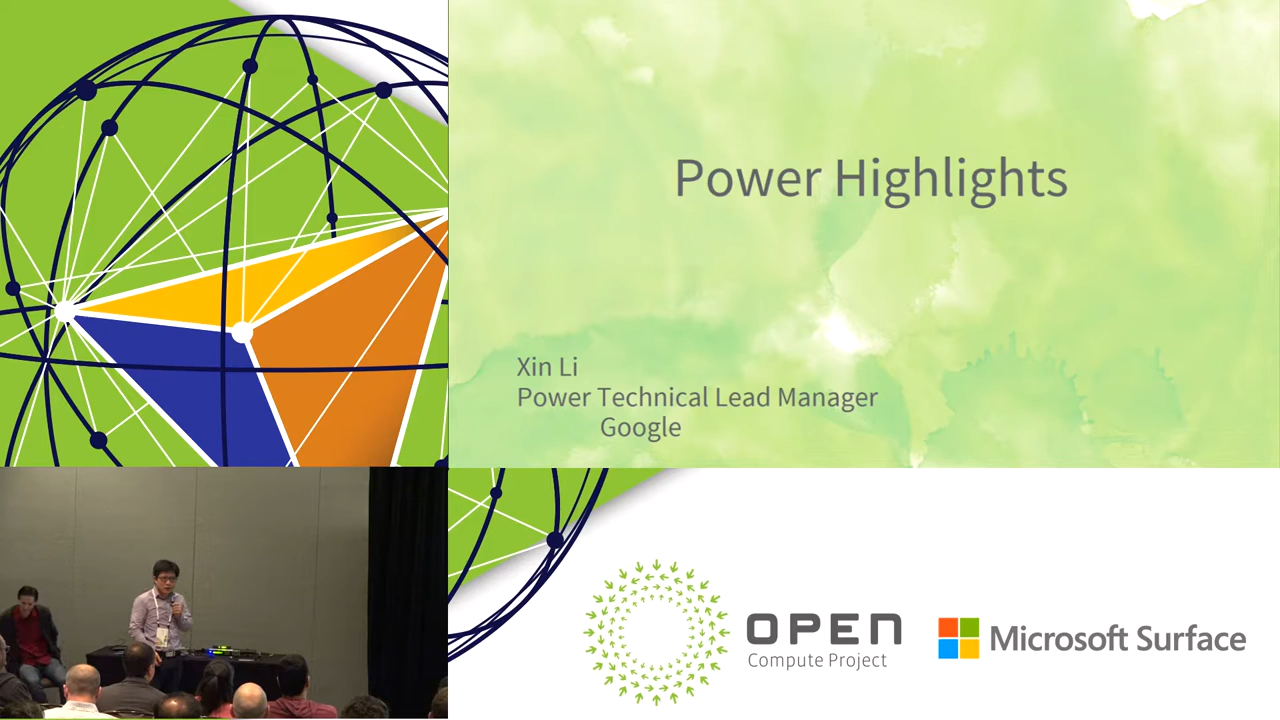 Power Highlights
Xin Li
Power Technical Lead Manager
Google
OPEN
Compute Project
Microsoft Surface